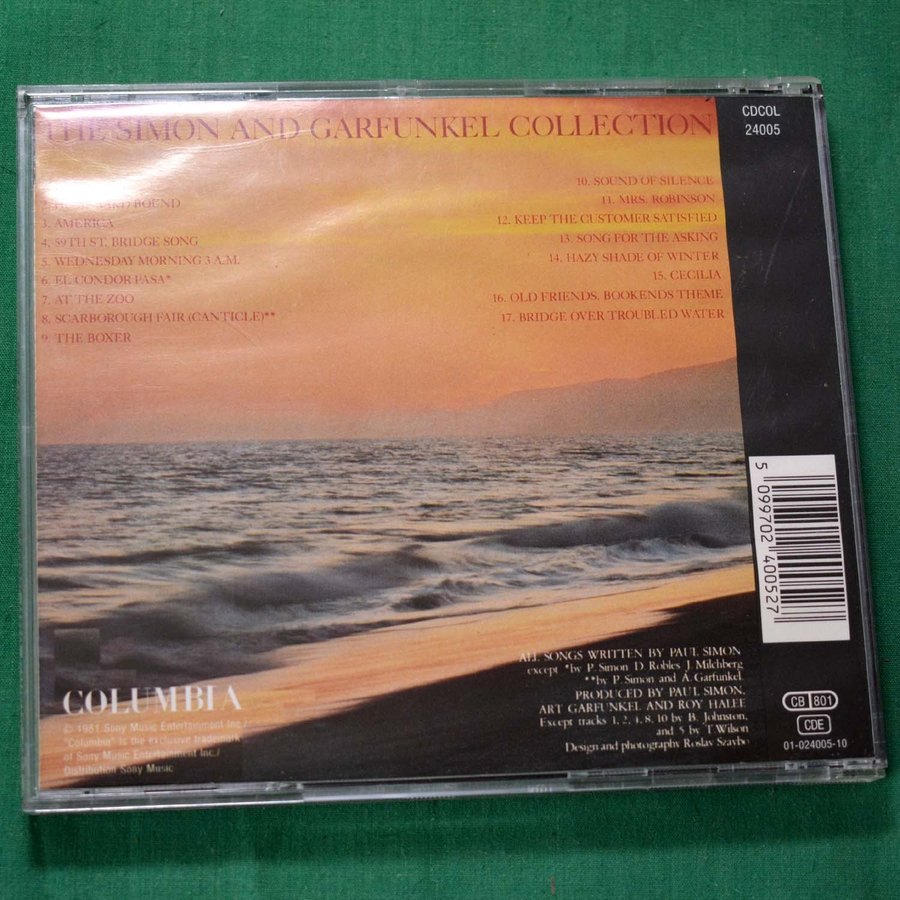 THE SIMON AND GARFUNKEL COLLECTION
BOUND
3. AMERICA
4. 59TH ST. BRIDGE SONG
5. WEDNESDAY MORNING 3 A.M.
6. EL CONDOR PASA*
7. AT THE ZOO
8. SCARBOROUGH FAIR (CANTICLE)**
9. THE BOXER
10. SOUND OF SILENCE
11. MRS. ROBINSON
12. KEEP THE CUSTOMER SATISFIED
13. SONG FOR THE ASKING
14. HAZY SHADE OF WINTER
15. CECILIA
16. OLD FRIENDS, BOOKENDS THEME
17. BRIDGE OVER TROUBLED WATER
CDCOL
24005
5 099702 400527
ALL SONGS WRITTEN BY PAUL SIMON
except *by P. Simon D. Robles J. Milchberg
**by P. Simon and A. Garfunkel.
PRODUCED BY PAUL SIMON,
ART GARFUNKEL AND ROY HALEE
Except tracks 1, 2, 4, 8, 10 by B. Johnston,
and 5 by T. Wilson
Design and photography Roslav Szaybo
COLUMBIA
© 1981 Sony Music Entertainment Inc./
"Columbia" is the exclusive trademark
of Sony Music Entertainment Inc./
Distribution Sony Music
CB 801
CDE
01-024005-10